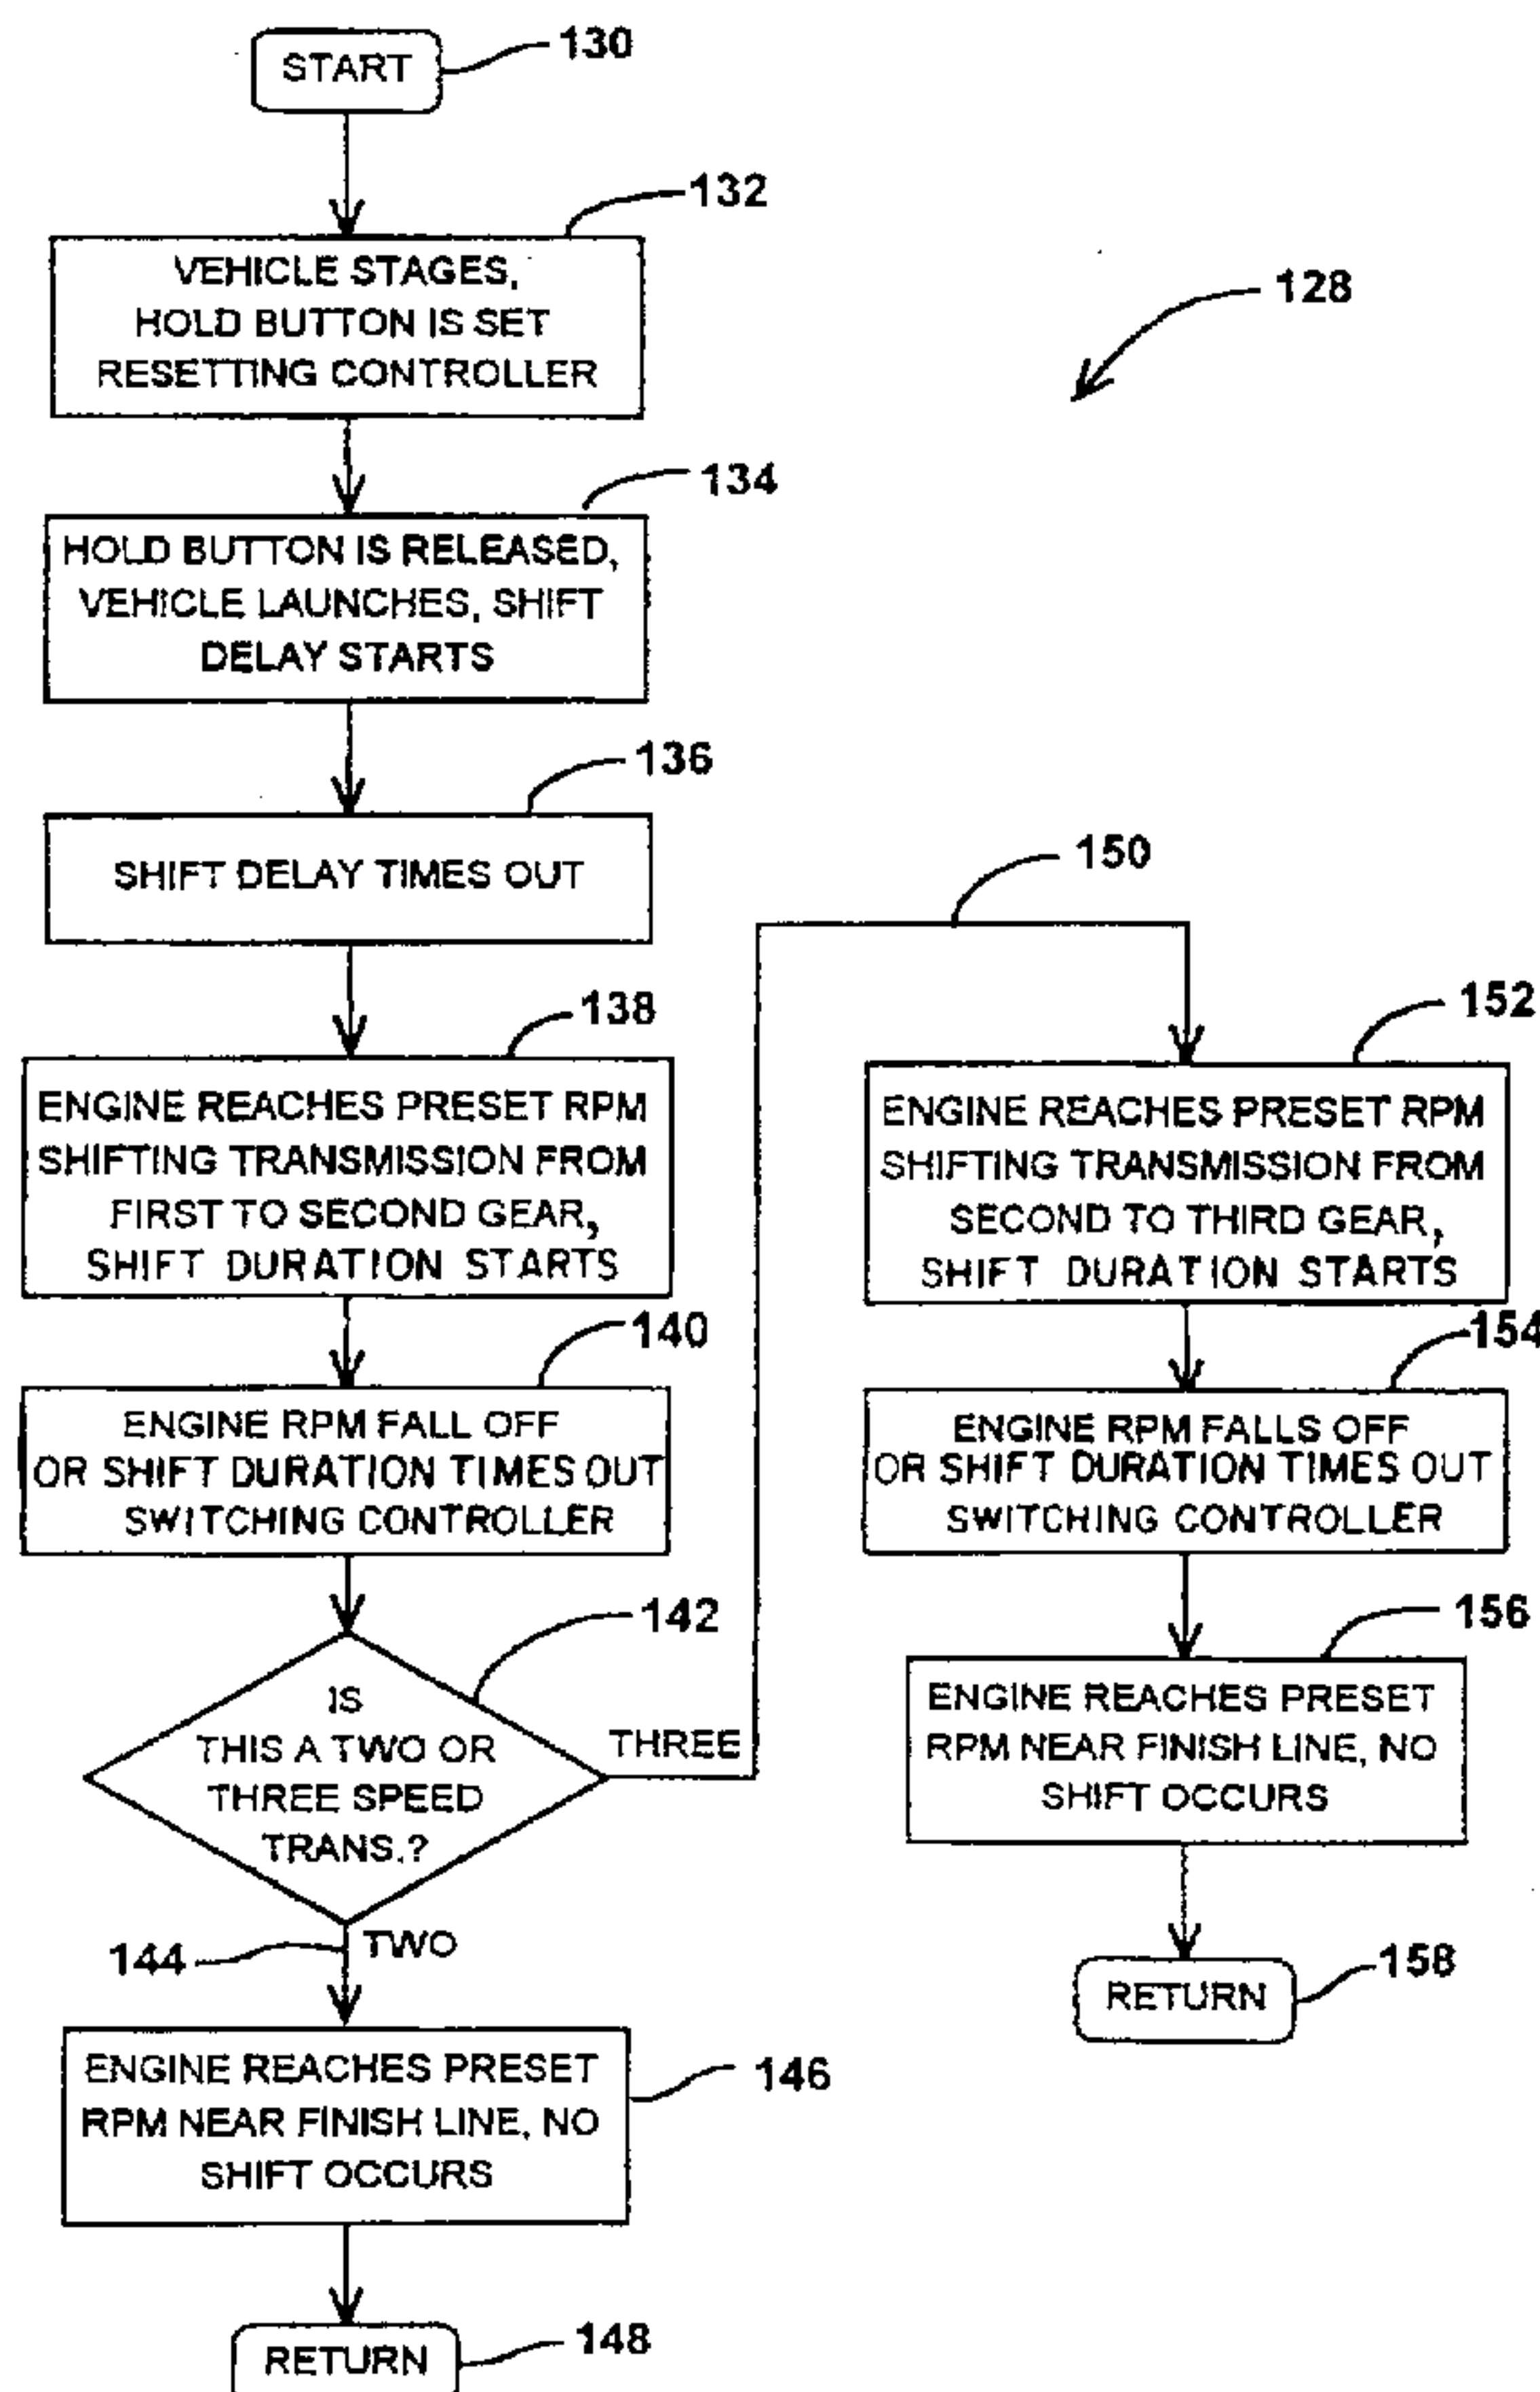 START
130
132
VEHICLE STAGES,
HOLD BUTTON IS SET
RESETTING CONTROLLER
128
134
HOLD BUTTON IS RELEASED,
VEHICLE LAUNCHES, SHIFT
DELAY STARTS
136
SHIFT DELAY TIMES OUT
138
ENGINE REACHES PRESET RPM
SHIFTING TRANSMISSION FROM
FIRST TO SECOND GEAR,
SHIFT DURATION STARTS
140
ENGINE RPM FALL OFF
OR SHIFT DURATION TIMES OUT
SWITCHING CONTROLLER
142
IS
THIS A TWO OR
THREE SPEED
TRANS.?
THREE
144
TWO
146
ENGINE REACHES PRESET
RPM NEAR FINISH LINE, NO
SHIFT OCCURS
RETURN
148
150
152
ENGINE REACHES PRESET RPM
SHIFTING TRANSMISSION FROM
SECOND TO THIRD GEAR,
SHIFT DURATION STARTS
154
ENGINE RPM FALLS OFF
OR SHIFT DURATION TIMES OUT
SWITCHING CONTROLLER
156
ENGINE REACHES PRESET
RPM NEAR FINISH LINE, NO
SHIFT OCCURS
RETURN
158